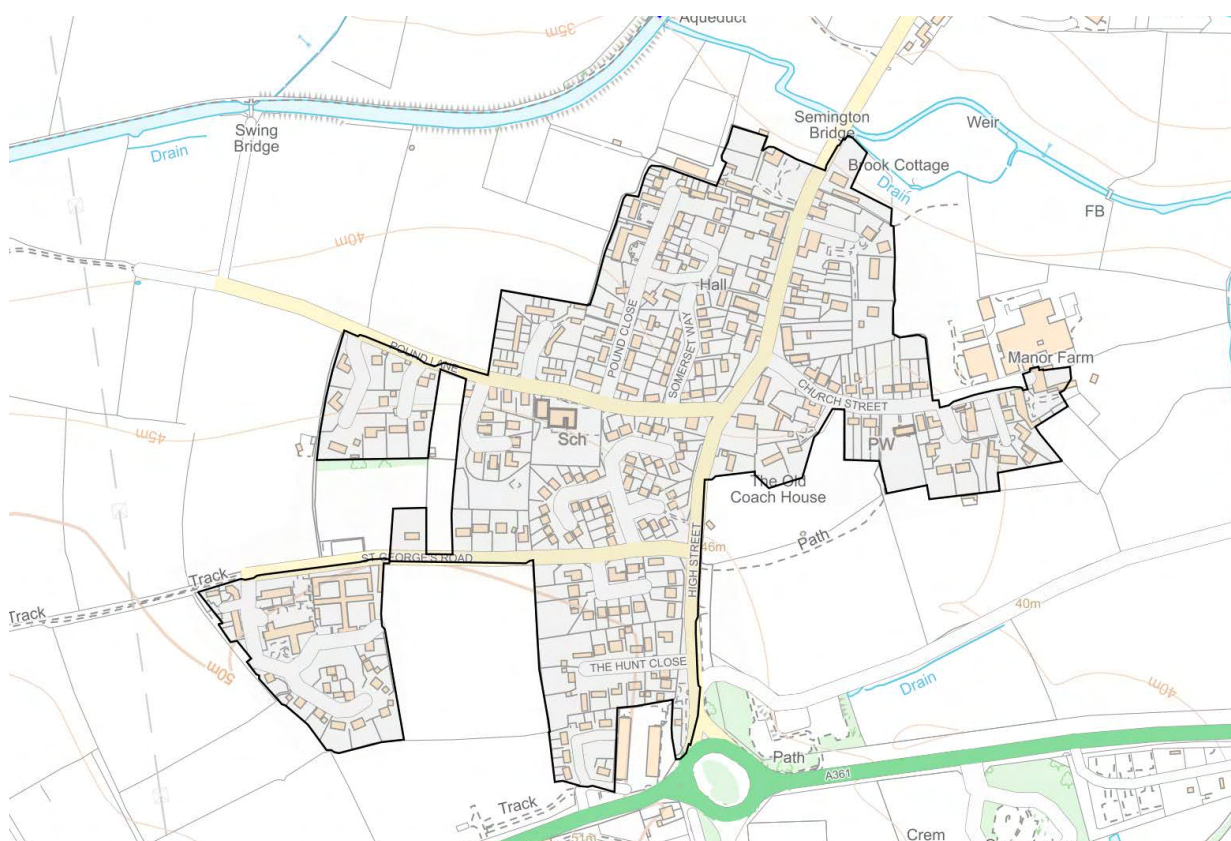 Aqueduct
35m
Swing
Bridge
Drain
Semington
Bridge
Weir
Brook Cottage
Drain
FB
40m
Hall
POUND CLOSE
SOMERSET WAY
POUND LANE
Manor Farm
CHURCH STREET
45m
Sch
PW
The Old
Coach House
Path
46m
HIGH STREET
ST GEORGE'S ROAD
Track
Track
40m
50m
THE HUNT CLOSE
Drain
40m
Path
A361
Track
51m
Crem